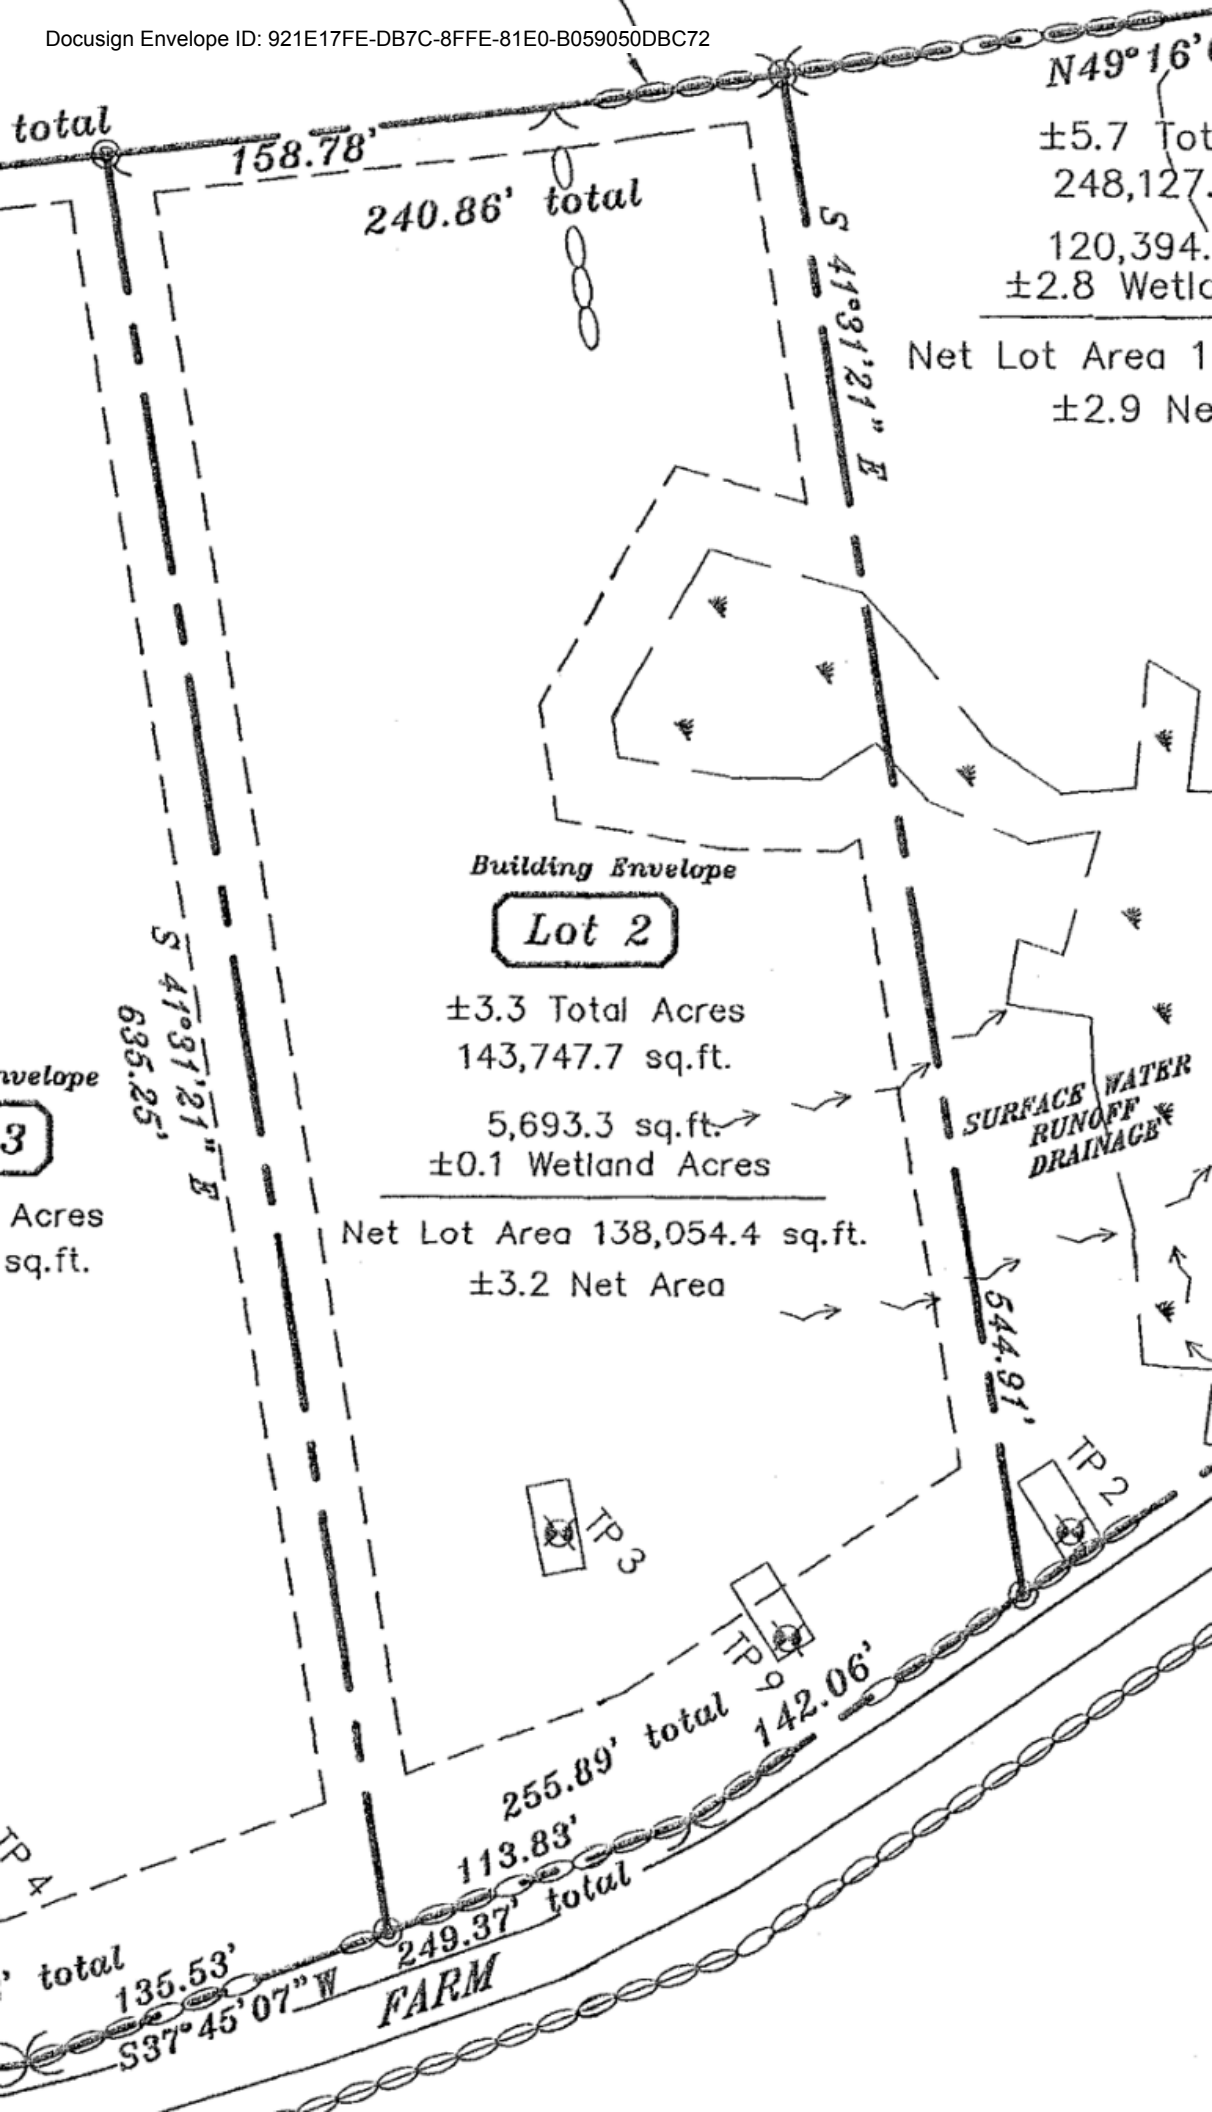 Docusign Envelope ID: 921E17FE-DB7C-8FFE-81E0-B059050DBC72
N49°16'
total
158.78'
240.86' total
±5.7 Tot
248,127.
120,394.
±2.8 Wetla
Net Lot Area 1
±2.9 Ne
S 41°31'21" E
Building Envelope
Lot 2
±3.3 Total Acres
143,747.7 sq.ft.
5,693.3 sq.ft.
±0.1 Wetland Acres
Net Lot Area 138,054.4 sq.ft.
±3.2 Net Area
S 41°31'21" E
635.25'
nvelope
3
Acres
sq.ft.
SURFACE WATER
RUNOFF
DRAINAGE
544.91'
TP 2
TP 3
TP 9
TP 4
255.89' total
142.06'
113.83'
249.37' total
' total
135.53'
S37°45'07"W
FARM